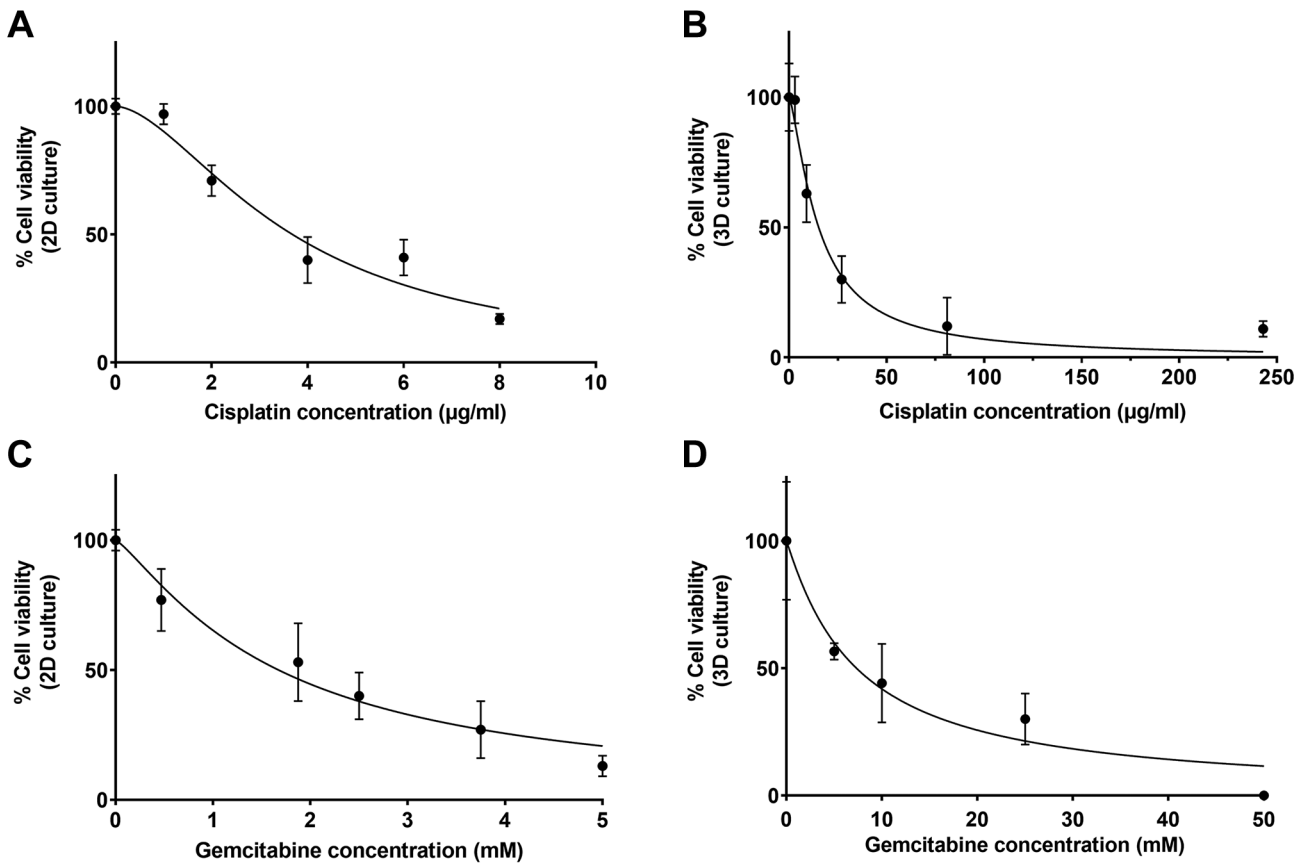 A
% Cell viability
(2D culture)
100
50
0
0 2 4 6 8 10
Cisplatin concentration (µg/ml)
B
% Cell viability
(3D culture)
100
50
0
0 50 100 150 200 250
Cisplatin concentration (µg/ml)
C
% Cell viability
(2D culture)
100
50
0
0 1 2 3 4 5
Gemcitabine concentration (mM)
D
% Cell viability
(3D culture)
100
50
0
0 10 20 30 40 50
Gemcitabine concentration (mM)